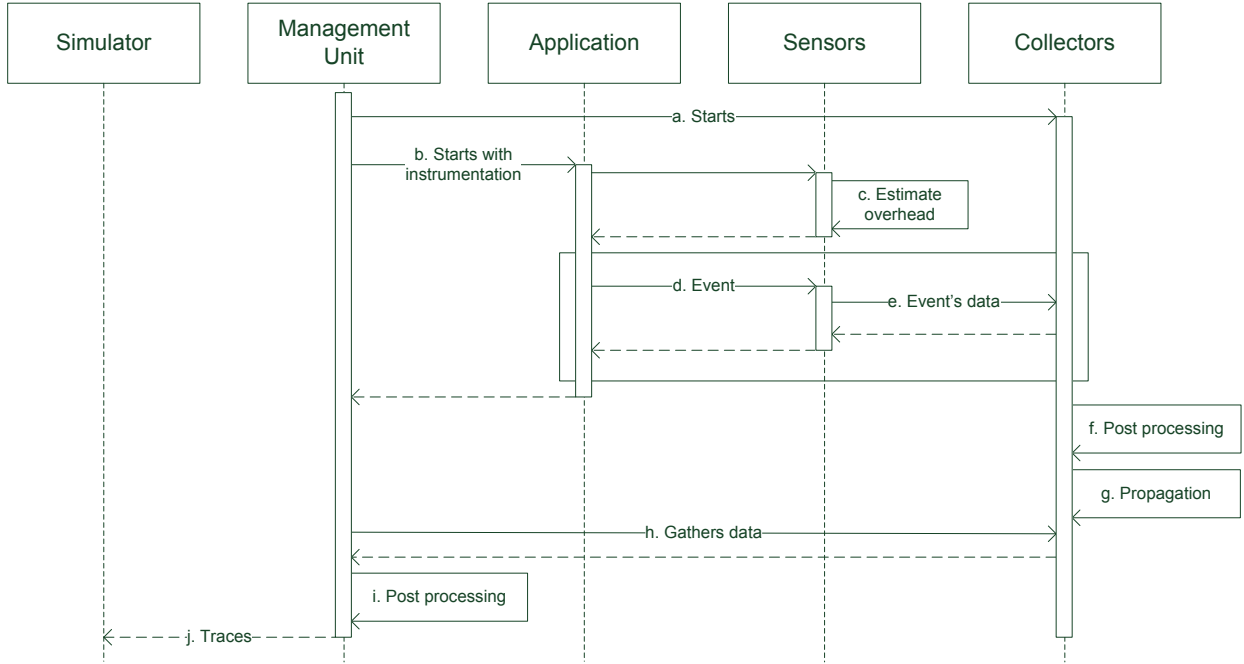 Simulator
Management
Unit
Application
Sensors
Collectors
a. Starts
b. Starts with
instrumentation
c. Estimate
overhead
d. Event
e. Event's data
f. Post processing
g. Propagation
h. Gathers data
i. Post processing
j. Traces